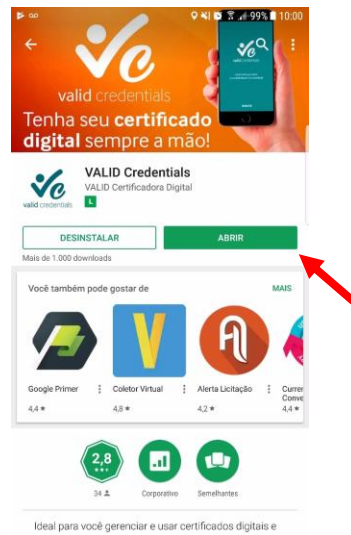 99% 10:00
valid credentials
Tenha seu certificado
digital sempre a mão!
VALID Credentials
VALID Certificadora Digital
L
valid credentials
DESINSTALAR ABRIR
Mais de 1.000 downloads
Você também pode gostar de MAIS
Google Primer Coletor Virtual Alerta Licitação Curren
Conve
4,4 ★ 4,8 ★ 4,2 ★ 4,4 ★
2,8
34 Corporativo Semelhantes
Ideal para você gerenciar e usar certificados digitais e